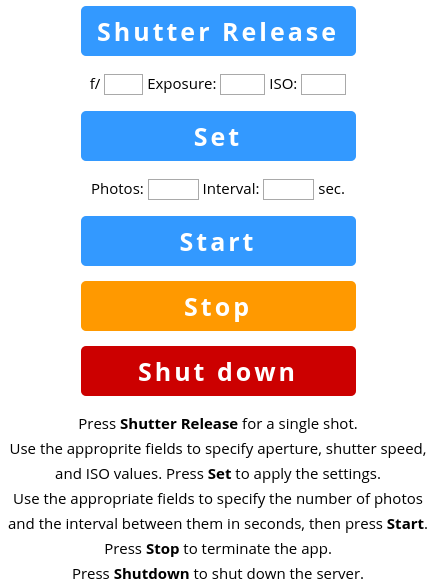 Shutter Release
f/ Exposure: ISO:
Set
Photos: Interval: sec.
Start
Stop
Shut down
Press Shutter Release for a single shot.
Use the approprite fields to specify aperture, shutter speed,
and ISO values. Press Set to apply the settings.
Use the appropriate fields to specify the number of photos
and the interval between them in seconds, then press Start.
Press Stop to terminate the app.
Press Shutdown to shut down the server.